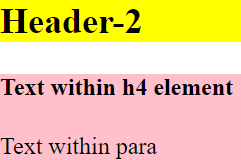 Header-2
Text within h4 element
Text within para